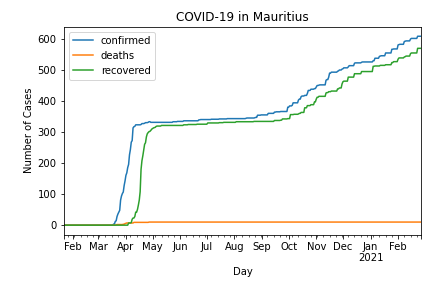 COVID-19 in Mauritius
confirmed
deaths
recovered
Number of Cases
600
500
400
300
200
100
0
Feb Mar Apr May Jun Jul Aug Sep Oct Nov Dec Jan Feb
2021
Day